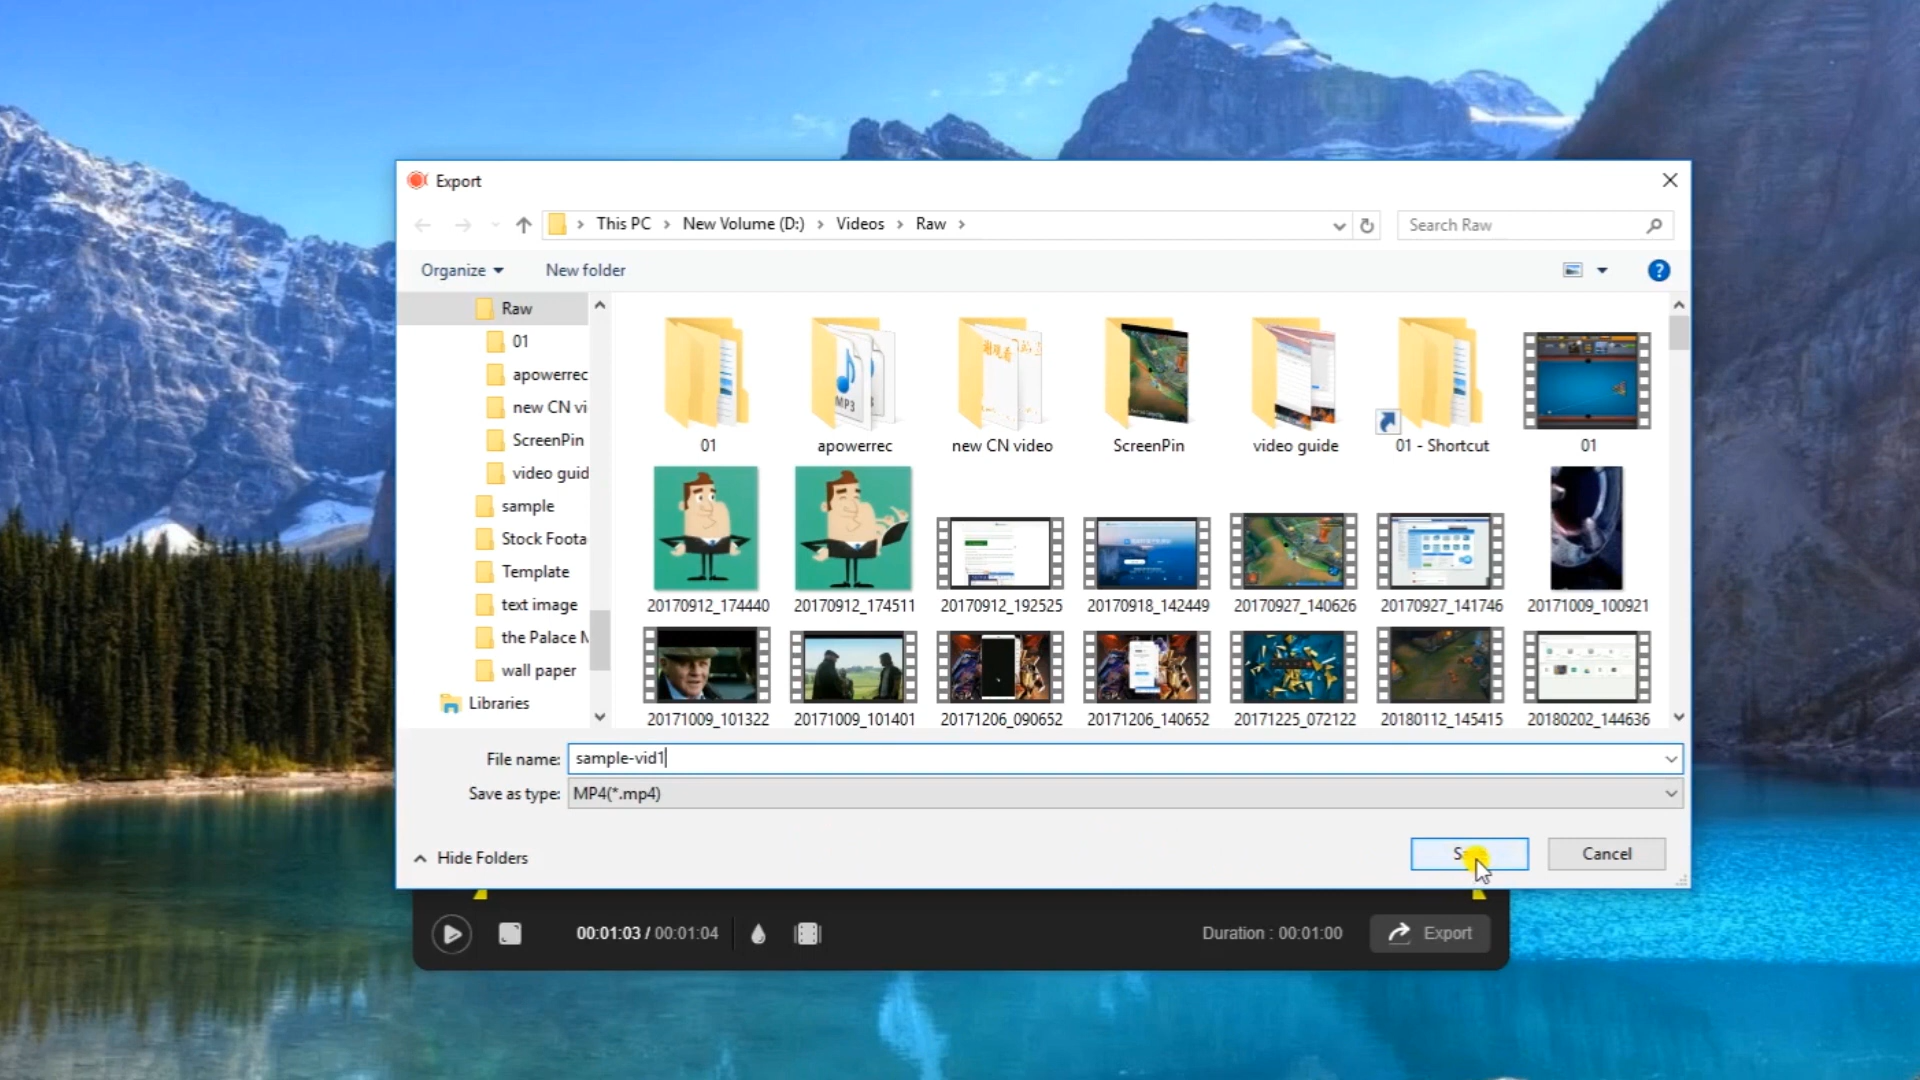 Export
This PC > New Volume (D:) > Videos > Raw >
Search Raw
Organize
New folder
Raw
01
apowerrec
new CN vi
ScreenPin
video guid
sample
Stock Foota
Template
text image
the Palace M
wall paper
Libraries
01
apowerrec
new CN video
ScreenPin
video guide
01 - Shortcut
01
MP3
20170912_174440
20170912_174511
20170912_192525
20170918_142449
20170927_140626
20170927_141746
20171009_100921
20171009_101322
20171009_101401
20171206_090652
20171206_140652
20171225_072122
20180112_145415
20180202_144636
File name: sample-vid1
Save as type: MP4(*.mp4)
Hide Folders
Cancel
00:01:03 / 00:01:04
Duration : 00:01:00
Export